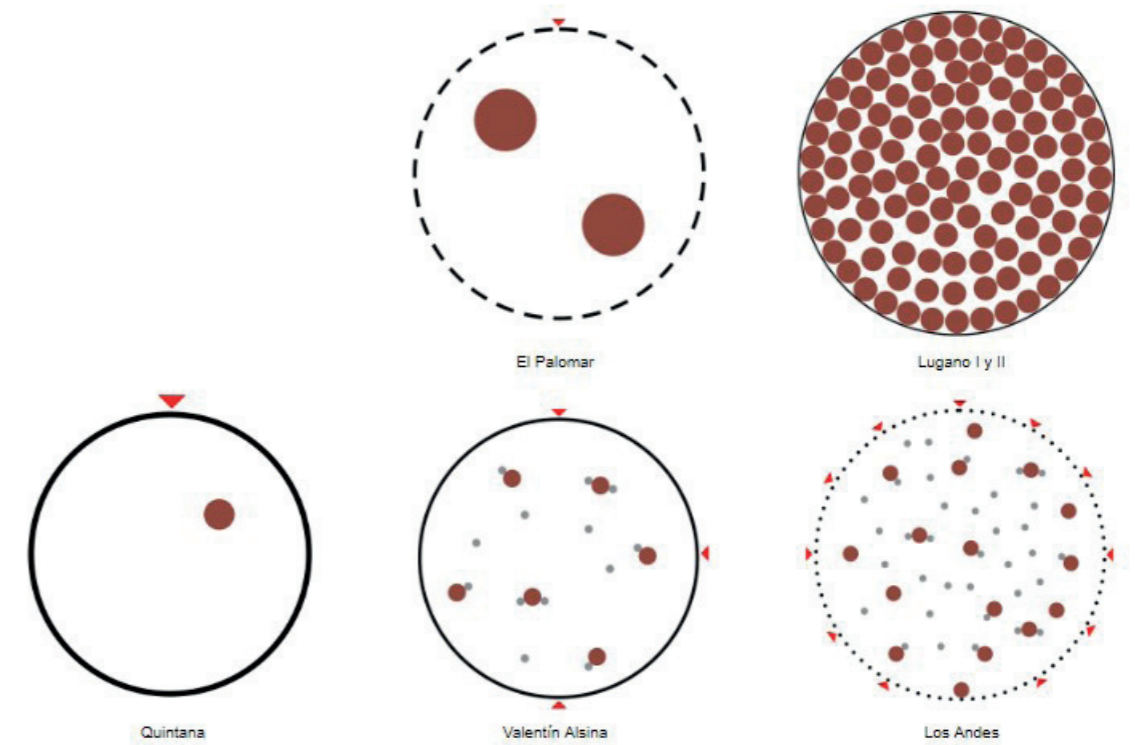 El Palomar
Lugano I y II
Quintana
Valentín Alsina
Los Andes